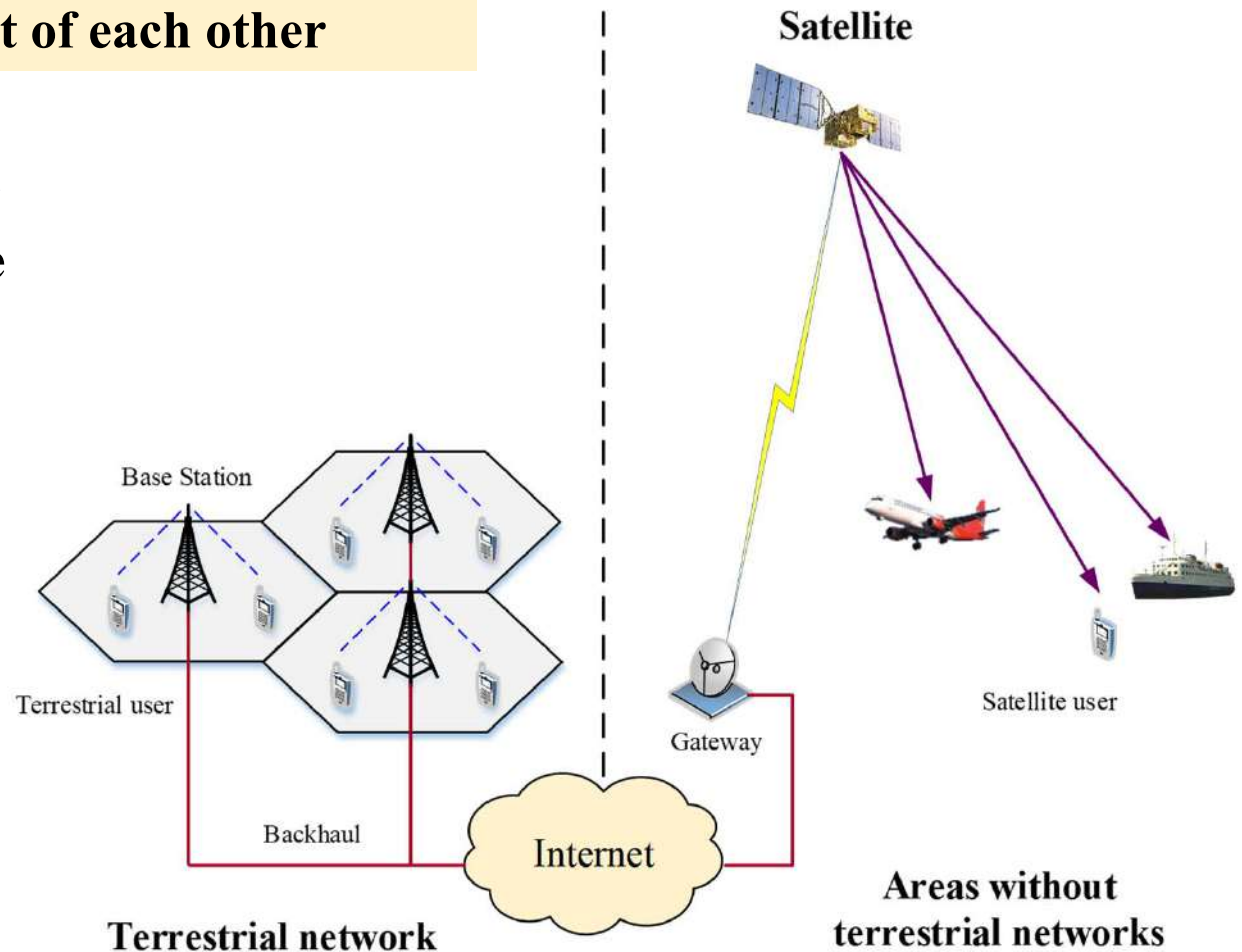 t of each other
e
Satellite
Base Station
Terrestrial user
Backhaul
Internet
Gateway
Satellite user
Terrestrial network
Areas without
terrestrial networks